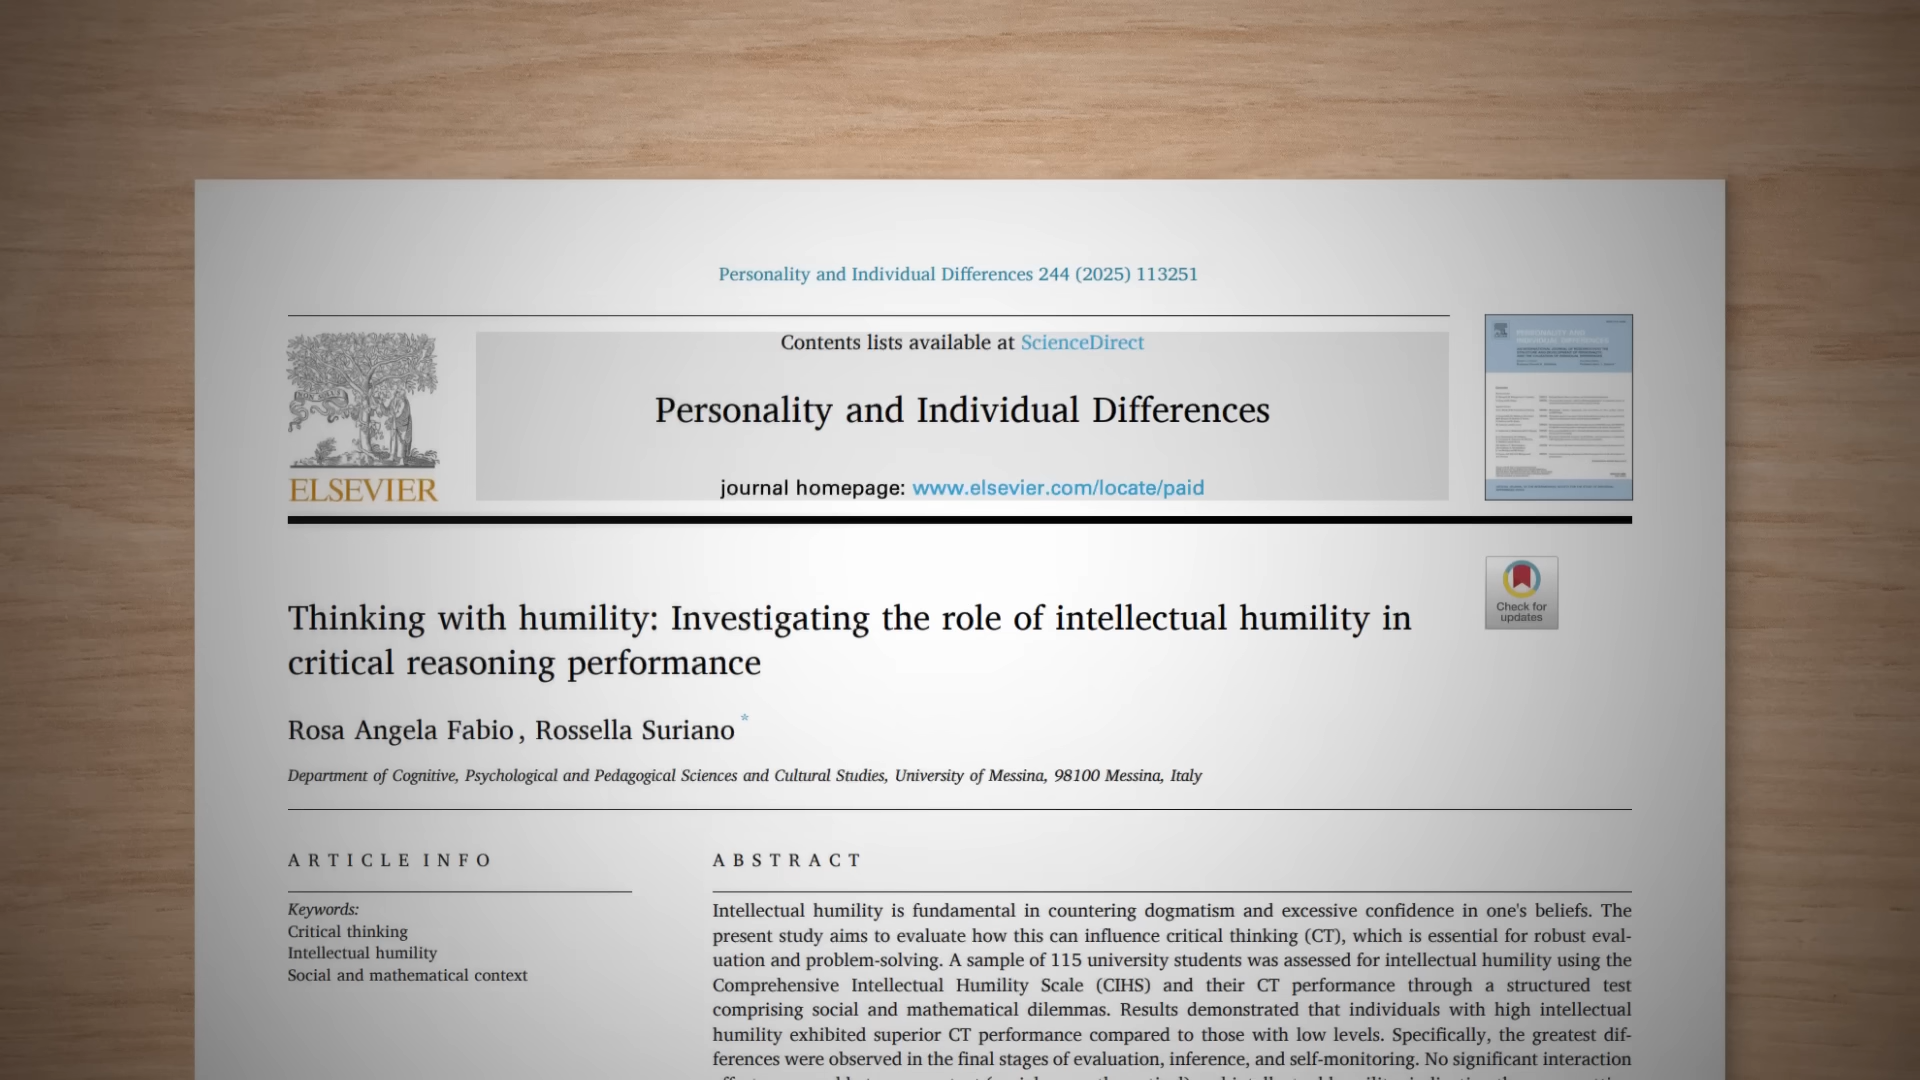 Personality and Individual Differences 244 (2025) 113251
Contents lists available at ScienceDirect
Personality and Individual Differences
journal homepage: www.elsevier.com/locate/paid
ELSEVIER
PERSONALITY AND
INDIVIDUAL DIFFERENCES
Check for
updates
Thinking with humility: Investigating the role of intellectual humility in
critical reasoning performance
Rosa Angela Fabio, Rossella Suriano *
Department of Cognitive, Psychological and Pedagogical Sciences and Cultural Studies, University of Messina, 98100 Messina, Italy
ARTICLE INFO
Keywords:
Critical thinking
Intellectual humility
Social and mathematical context
ABSTRACT
Intellectual humility is fundamental in countering dogmatism and excessive confidence in one's beliefs. The
present study aims to evaluate how this can influence critical thinking (CT), which is essential for robust eval-
uation and problem-solving. A sample of 115 university students was assessed for intellectual humility using the
Comprehensive Intellectual Humility Scale (CIHS) and their CT performance through a structured test
comprising social and mathematical dilemmas. Results demonstrated that individuals with high intellectual
humility exhibited superior CT performance compared to those with low levels. Specifically, the greatest dif-
ferences were observed in the final stages of evaluation, inference, and self-monitoring. No significant interaction